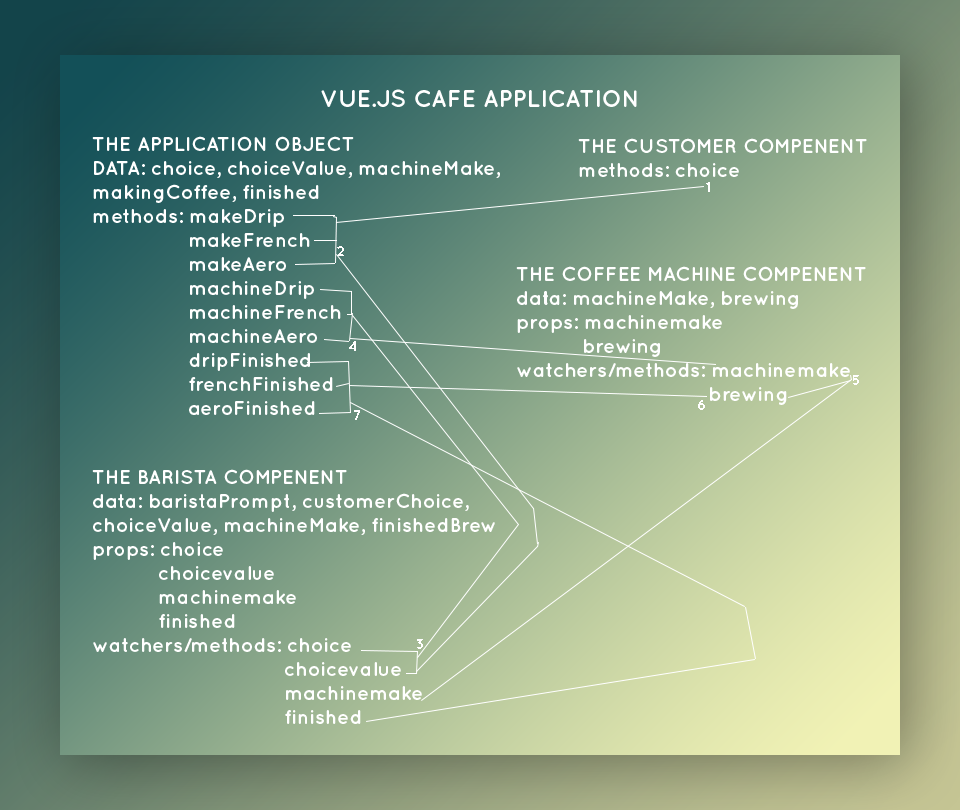 VUE.JS CAFE APPLICATION
THE APPLICATION OBJECT
DATA: choice, choiceValue, machineMake,
makingCoffee, finished
methods: makeDrip
makeFrench
2
makeAero
machineDrip
machineFrench
machineAero
4
dripFinished
frenchFinished
aeroFinished
7
THE CUSTOMER COMPENENT
methods: choice
1
THE COFFEE MACHINE COMPENENT
data: machineMake, brewing
props: machinemake
brewing
watchers/methods: machinemake
5
brewing
6
THE BARISTA COMPENENT
data: baristaPrompt, customerChoice,
choiceValue, machineMake, finishedBrew
props: choice
choicevalue
machinemake
finished
watchers/methods: choice
3
choicevalue
machinemake
finished